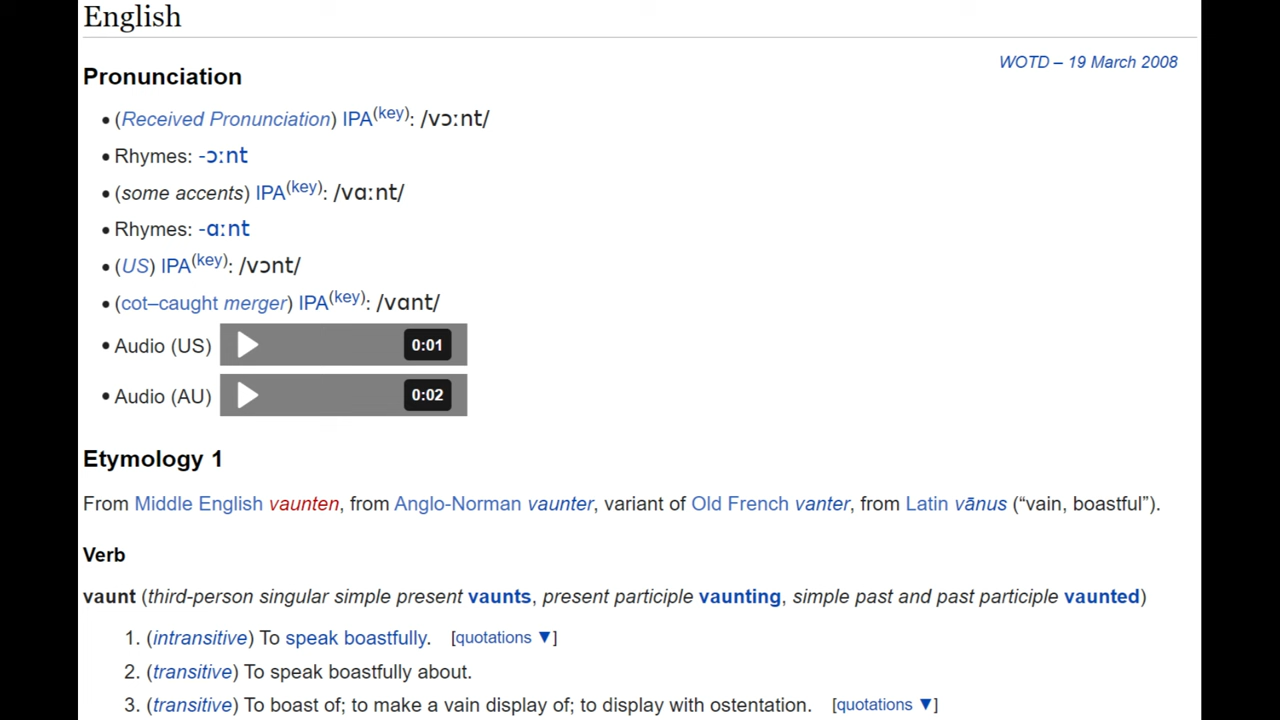 English
WOTD – 19 March 2008
Pronunciation
• (Received Pronunciation) IPA(key): /vɔːnt/
• Rhymes: -ɔːnt
• (some accents) IPA(key): /vɑːnt/
• Rhymes: -ɑːnt
• (US) IPA(key): /vɔnt/
• (cot–caught merger) IPA(key): /vɑnt/
• Audio (US) 0:01
• Audio (AU) 0:02
Etymology 1
From Middle English vaunten, from Anglo-Norman vaunter, variant of Old French vanter, from Latin vānus (“vain, boastful”).
Verb
vaunt (third-person singular simple present vaunts, present participle vaunting, simple past and past participle vaunted)
1. (intransitive) To speak boastfully. [quotations ▼]
2. (transitive) To speak boastfully about.
3. (transitive) To boast of; to make a vain display of; to display with ostentation. [quotations ▼]